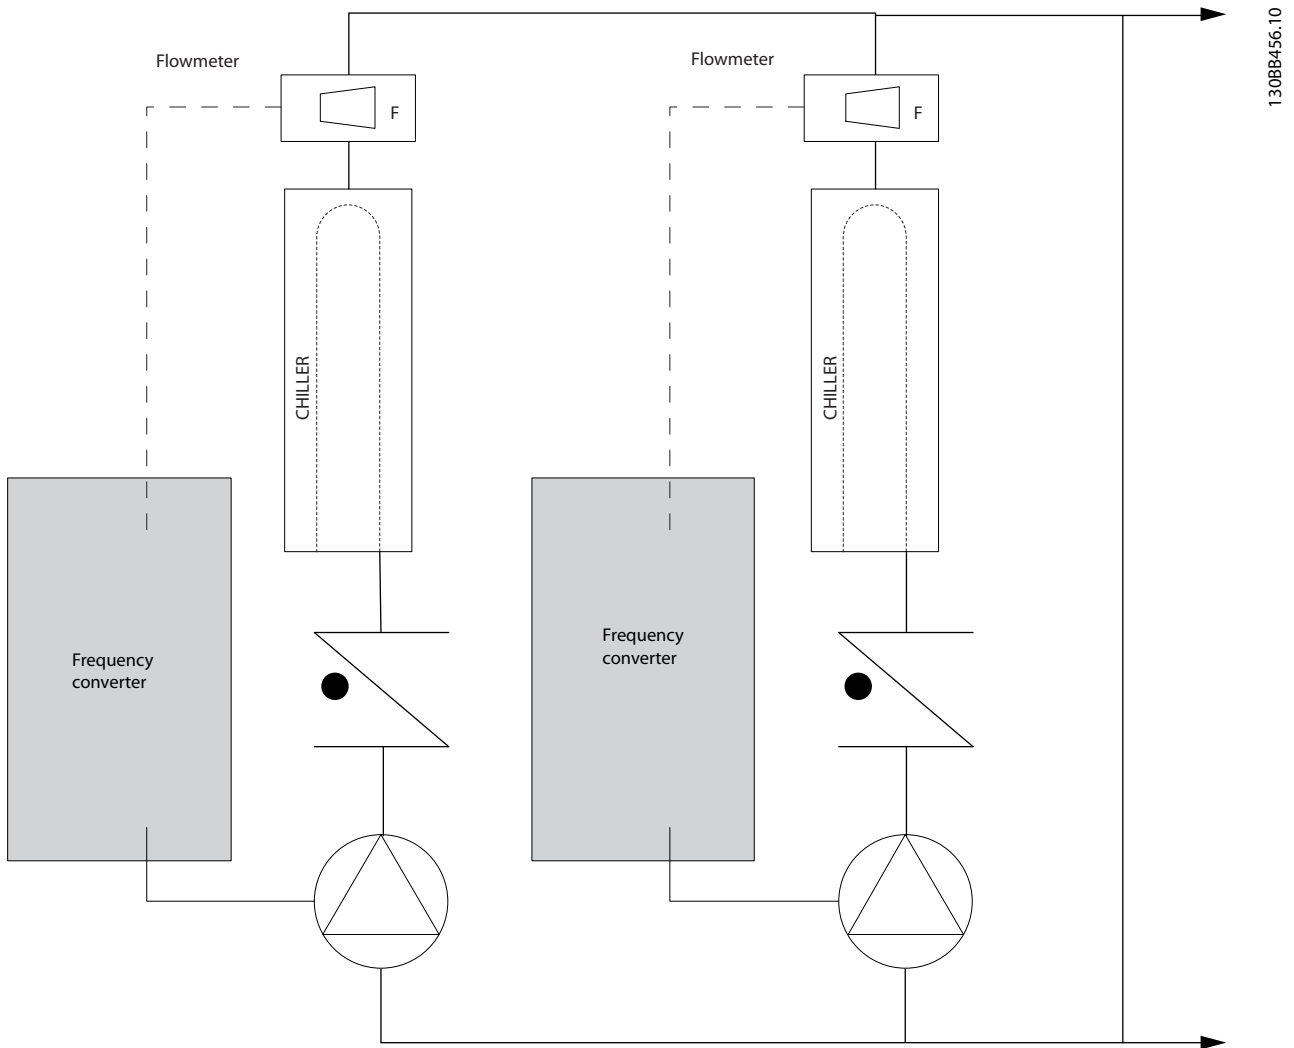 130BB456.10
Flowmeter
Flowmeter
F
F
CHILLER
CHILLER
Frequency
converter
Frequency
converter